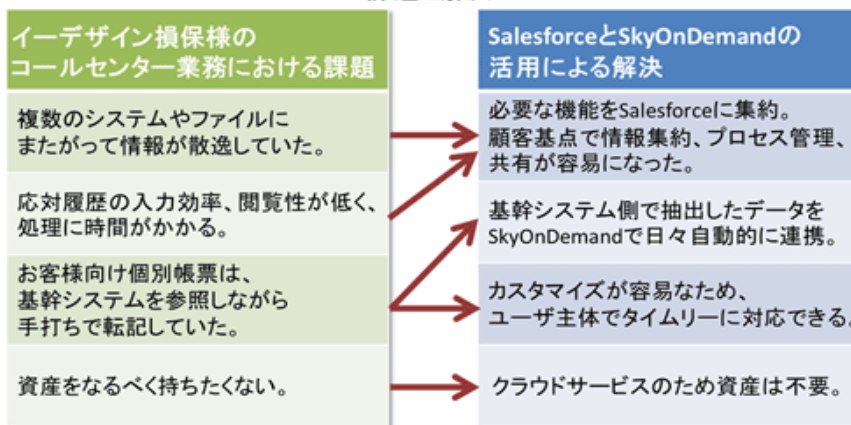 イーデザイン損保様の
コールセンター業務における課題
複数のシステムやファイルに
またがって情報が散逸していた。
応対履歴の入力効率、閲覧性が低く、
処理に時間がかかる。
お客様向け個別帳票は、
基幹システムを参照しながら
手打ちで転記していた。
資産をなるべく持ちたくない。
SalesforceとSkyOnDemandの
活用による解決
必要な機能をSalesforceに集約。
顧客基点で情報集約、プロセス管理、
共有が容易になった。
基幹システム側で抽出したデータを
SkyOnDemandで日々自動的に連携。
カスタマイズが容易なため、
ユーザ主体でタイムリーに対応できる。
クラウドサービスのため資産は不要。